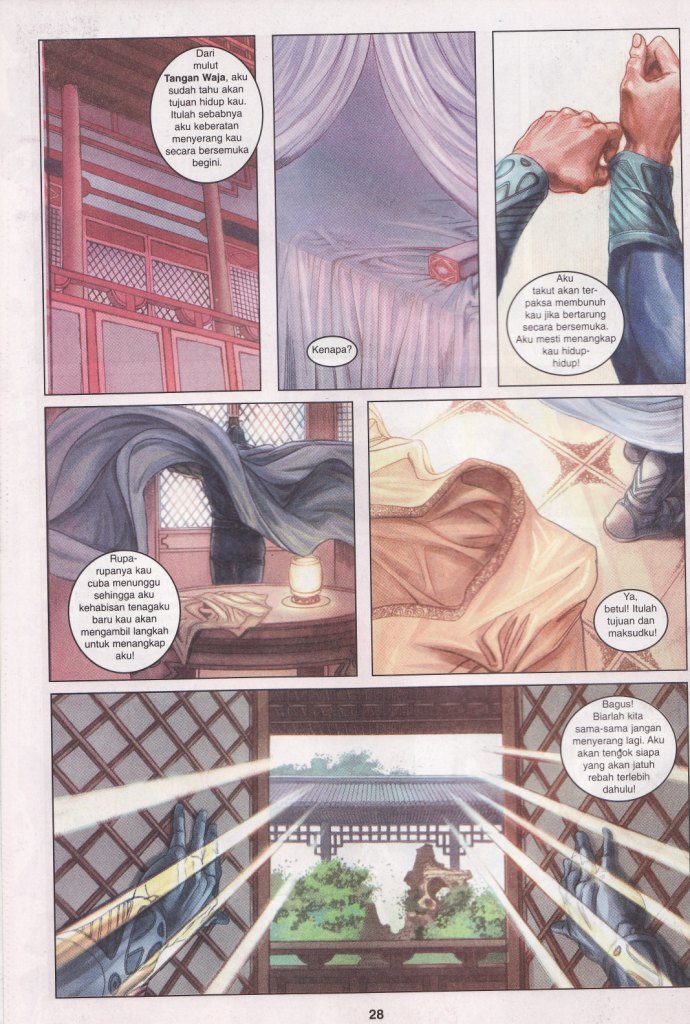 Dari
mulut
Tangan Waja, aku
sudah tahu akan
tujuan hidup kau.
Itulah sebabnya
aku keberatan
menyerang kau
secara bersemuka
begini.
Kenapa?
Aku
takut akan ter-
paksa membunuh
kau jika bertarung
secara bersemuka.
Aku mesti menangkap
kau hidup-
hidup!
Rupa-
rupanya kau
cuba menunggu
sehingga aku
kehabisan tenagaku
baru kau akan
mengambil langkah
untuk menangkap
aku!
Ya,
betul! Itulah
tujuan dan
maksudku!
Bagus!
Biarlah kita
sama-sama jangan
menyerang lagi. Aku
akan tengok siapa
yang akan jatuh
rebah terlebih
dahulu!
28